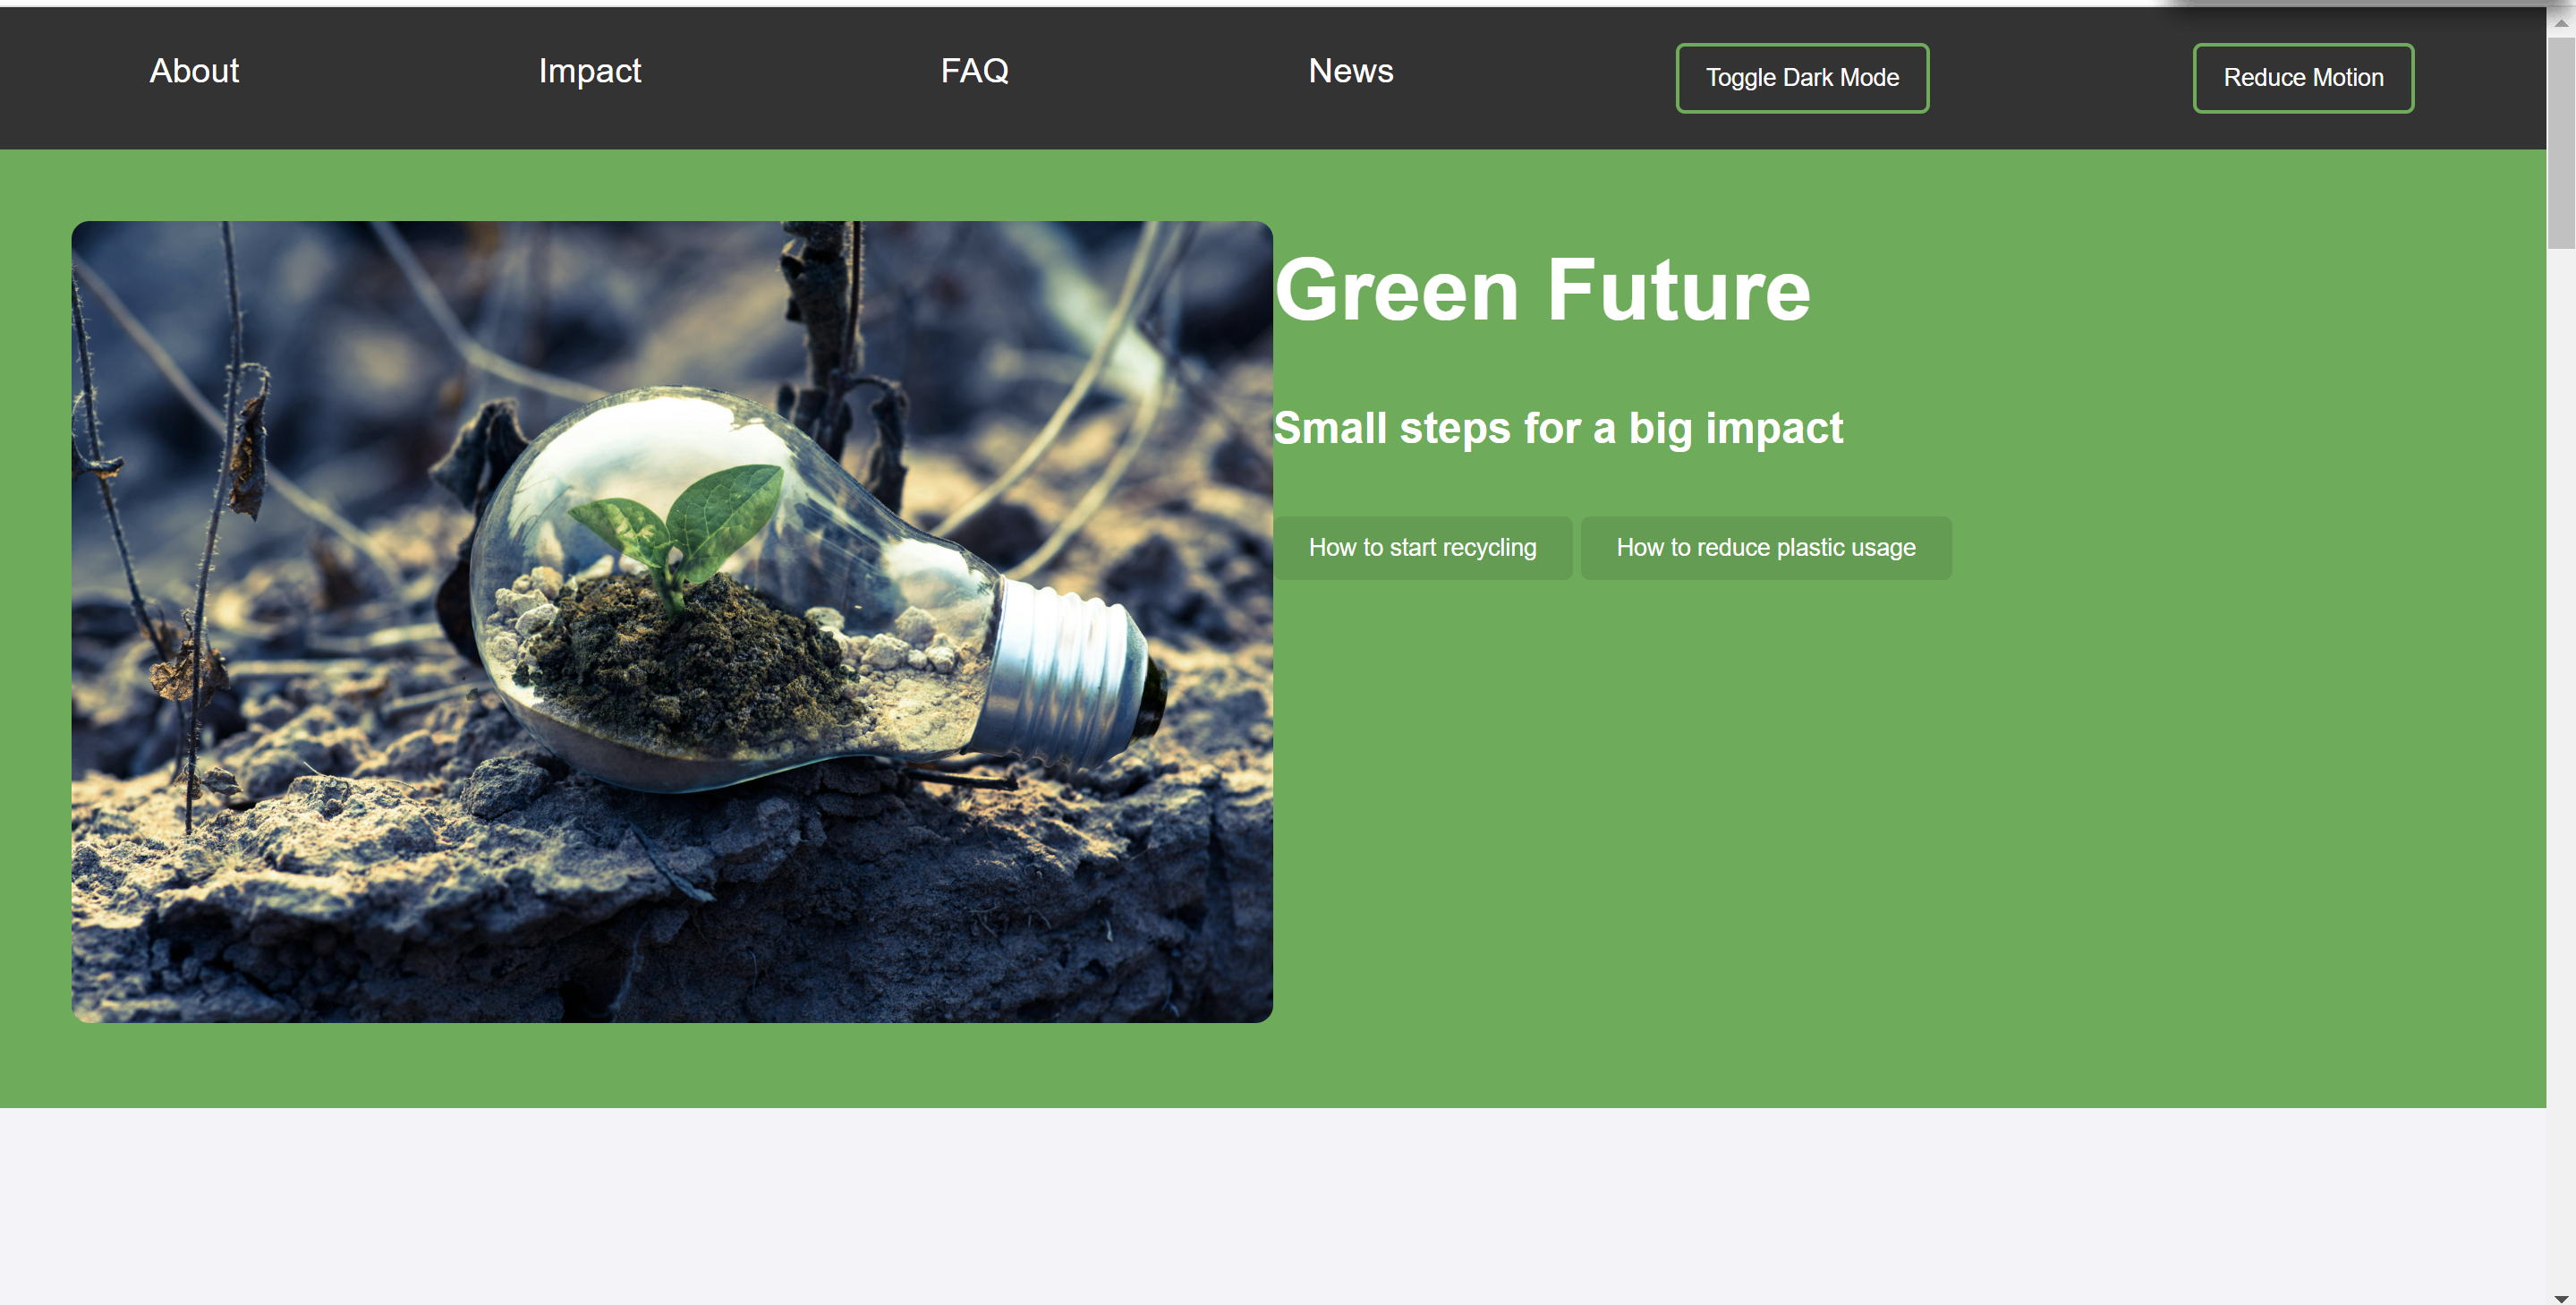 About Impact FAQ News Toggle Dark Mode Reduce Motion
Green Future
Small steps for a big impact
How to start recycling How to reduce plastic usage